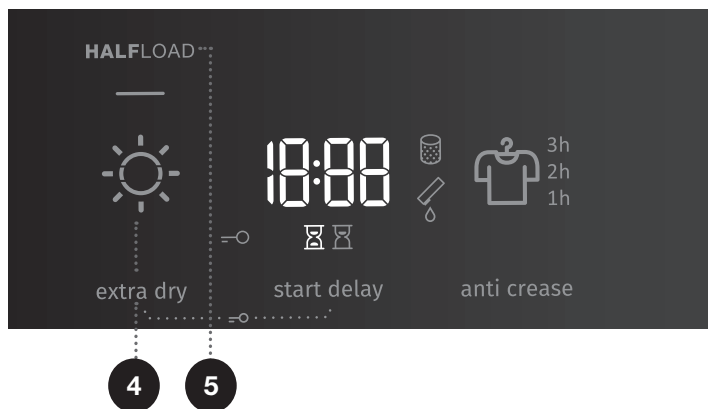 HALFLOAD
18:88
3h
2h
1h
extra dry
start delay
anti crease
4
5